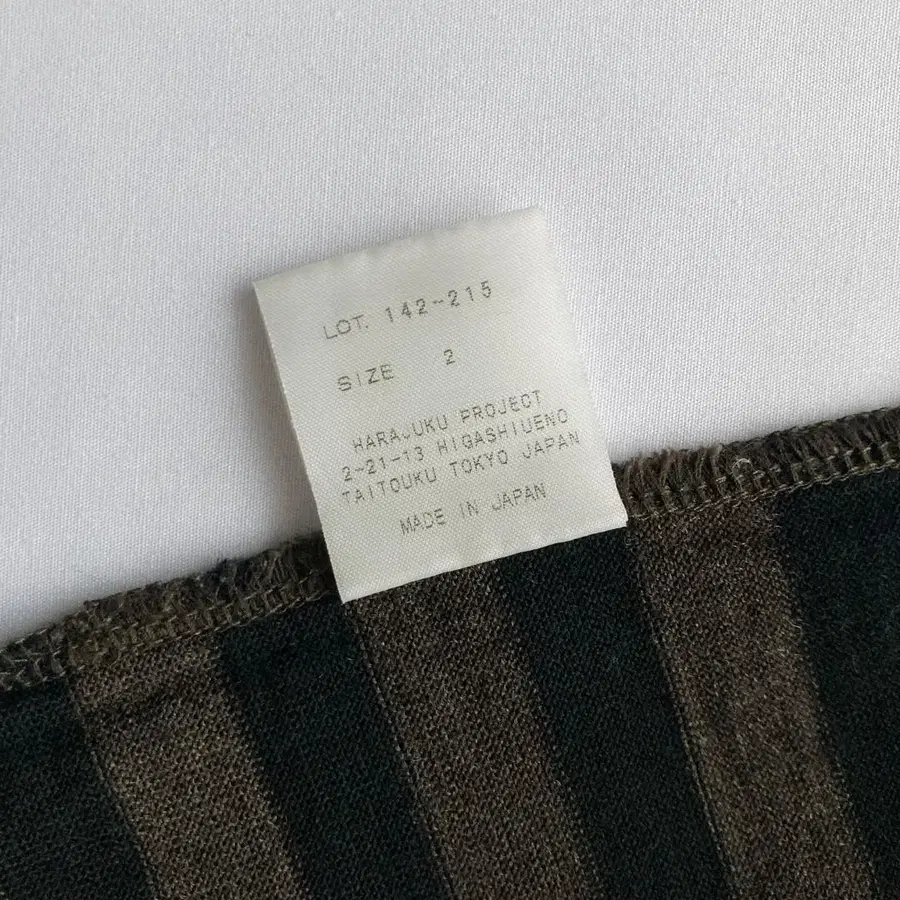 LOT. 142-215
SIZE 2
HARAJUKU PROJECT
2-21-13 HIGASHIUENO
TAITOUKU TOKYO JAPAN
MADE IN JAPAN